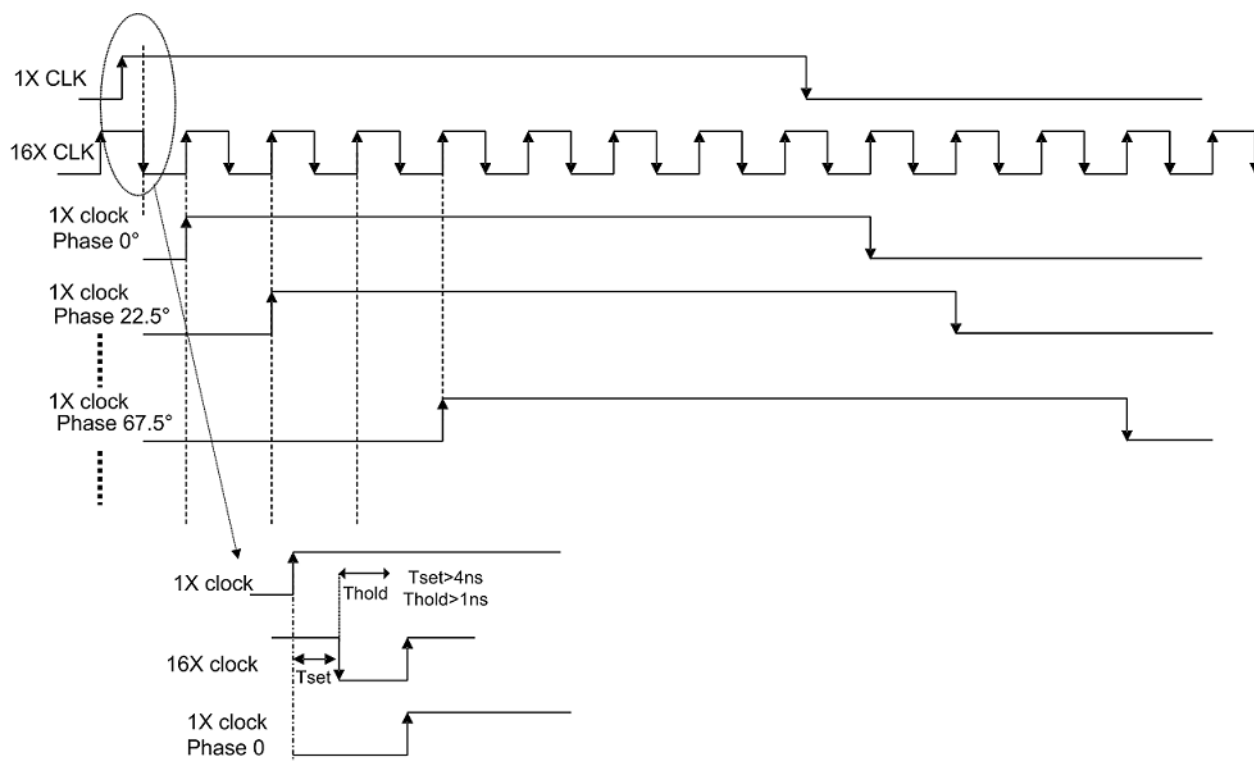 1X CLK
16X CLK
1X clock
Phase 0°
1X clock
Phase 22.5°
1X clock
Phase 67.5°
1X clock
Thold
Tset>4ns
Thold>1ns
16X clock
Tset
1X clock
Phase 0